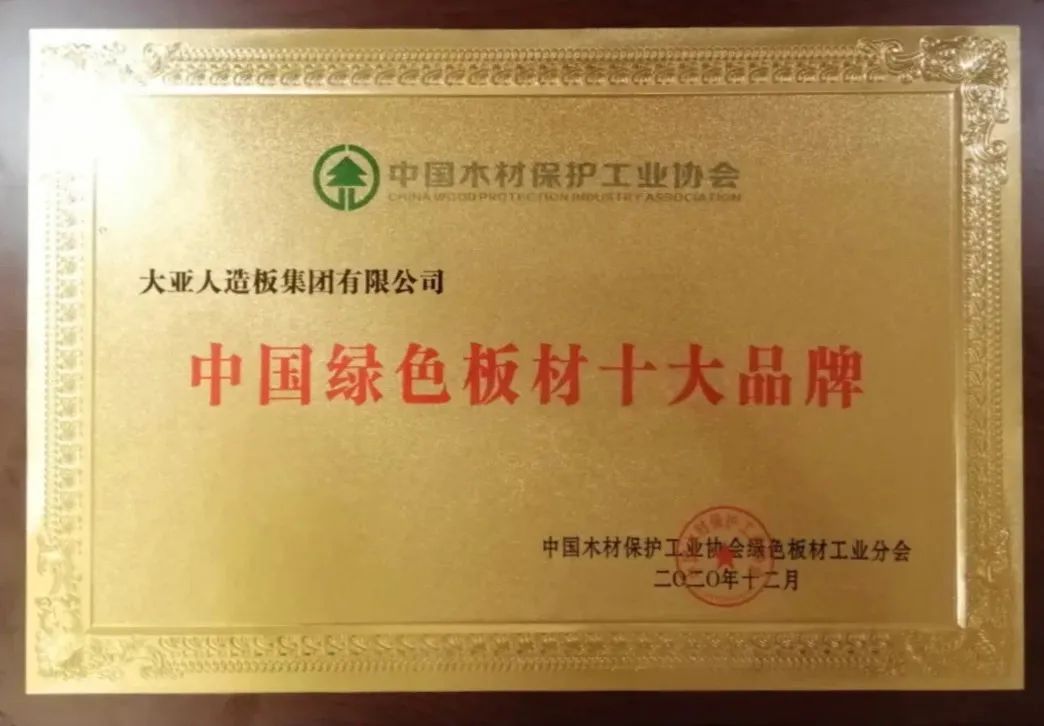 中国木材保护工业协会
CHINA WOOD PROTECTION INDUSTRY ASSOCIATION
大亚人造板集团有限公司
中国绿色板材十大品牌
中国木材保护工业协会绿色板材工业分会
二〇二〇年十二月